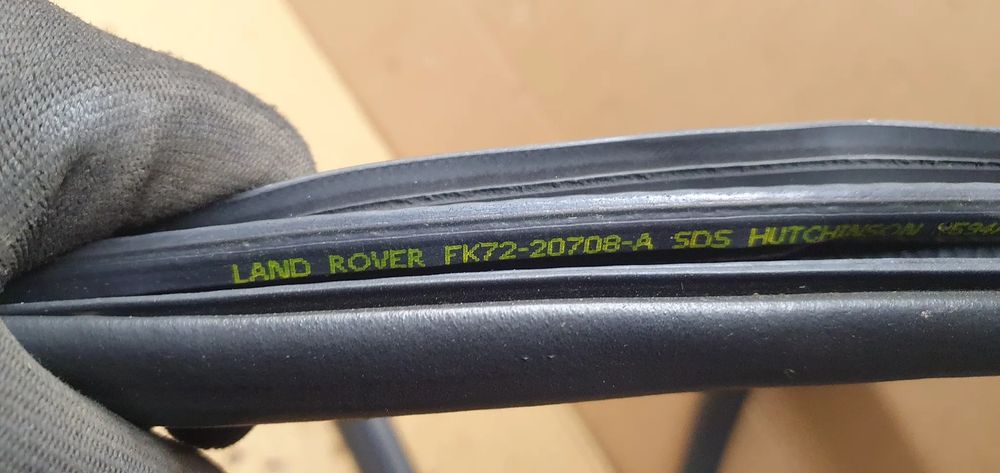 LAND ROVER FK72-20708-A SDS HUTCHINSON